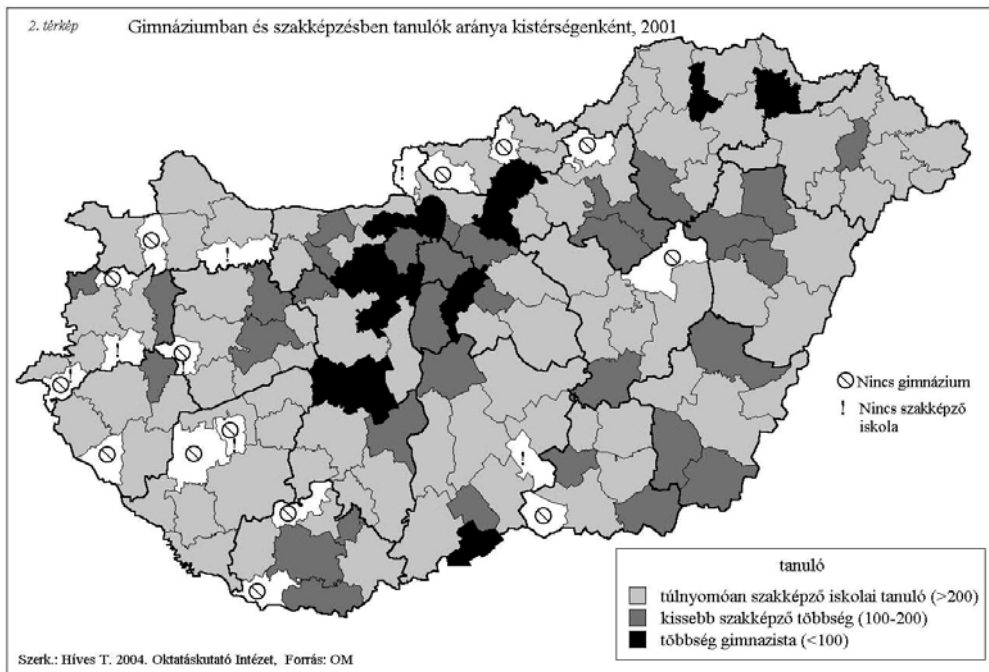 2. térkép
Gimnáziumban és szakképzésben tanulók aránya kistérségenként, 2001
Nincs gimnázium
! Nincs szakképző
iskola
tanuló
túlnyomóan szakképző iskolai tanuló (>200)
kissebb szakképző többség (100-200)
többség gimnazista (<100)
Szerk.: Híves T. 2004. Oktatáskutató Intézet, Forrás: OM